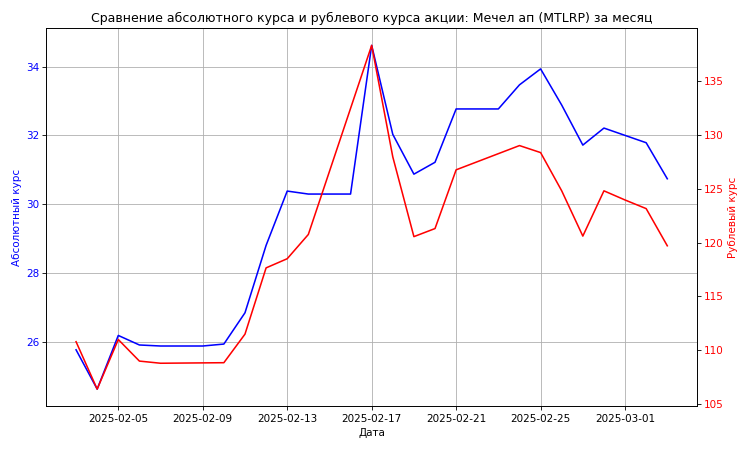 Сравнение абсолютного курса и рублевого курса акции: Мечел ап (MTLRP) за месяц
34
32
30
28
26
Абсолютный курс
135
130
125
120
115
110
105
Рублевый курс
2025-02-05 2025-02-09 2025-02-13 2025-02-17 2025-02-21 2025-02-25 2025-03-01
Дата